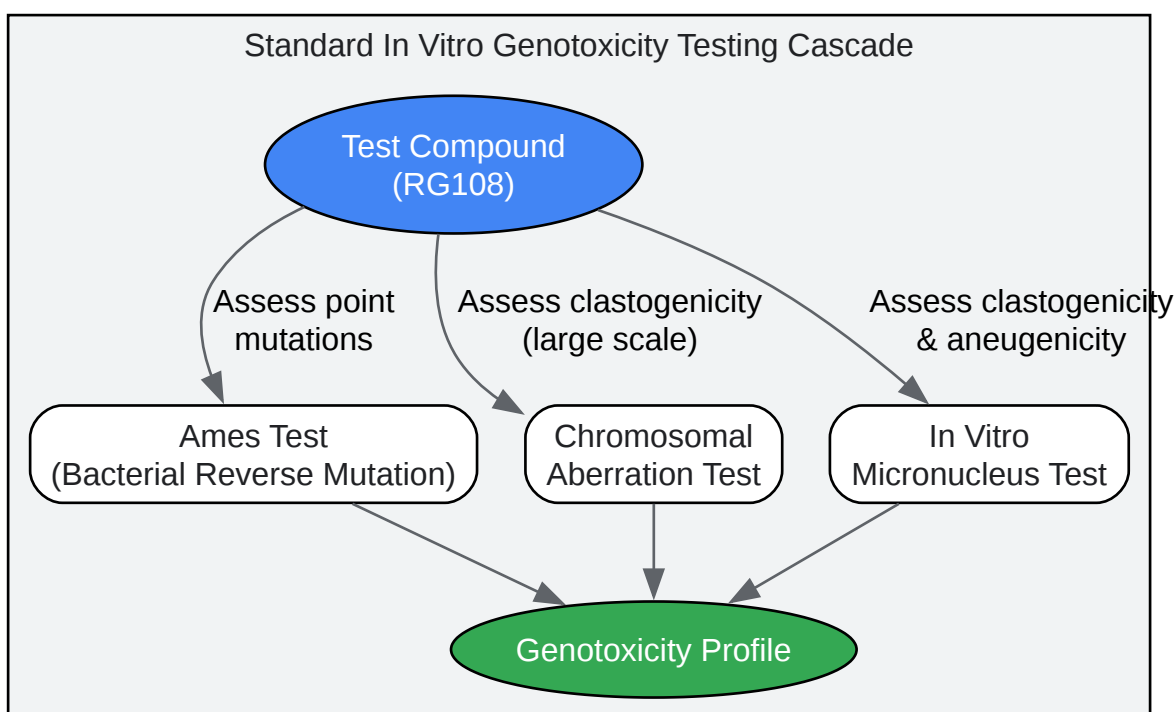 Standard In Vitro Genotoxicity Testing Cascade
Test Compound
(RG108)
Assess point
mutations
Assess clastogenicity
(large scale)
Assess clastogenicity
& aneugenicity
Ames Test
(Bacterial Reverse Mutation)
Chromosomal
Aberration Test
In Vitro
Micronucleus Test
Genotoxicity Profile